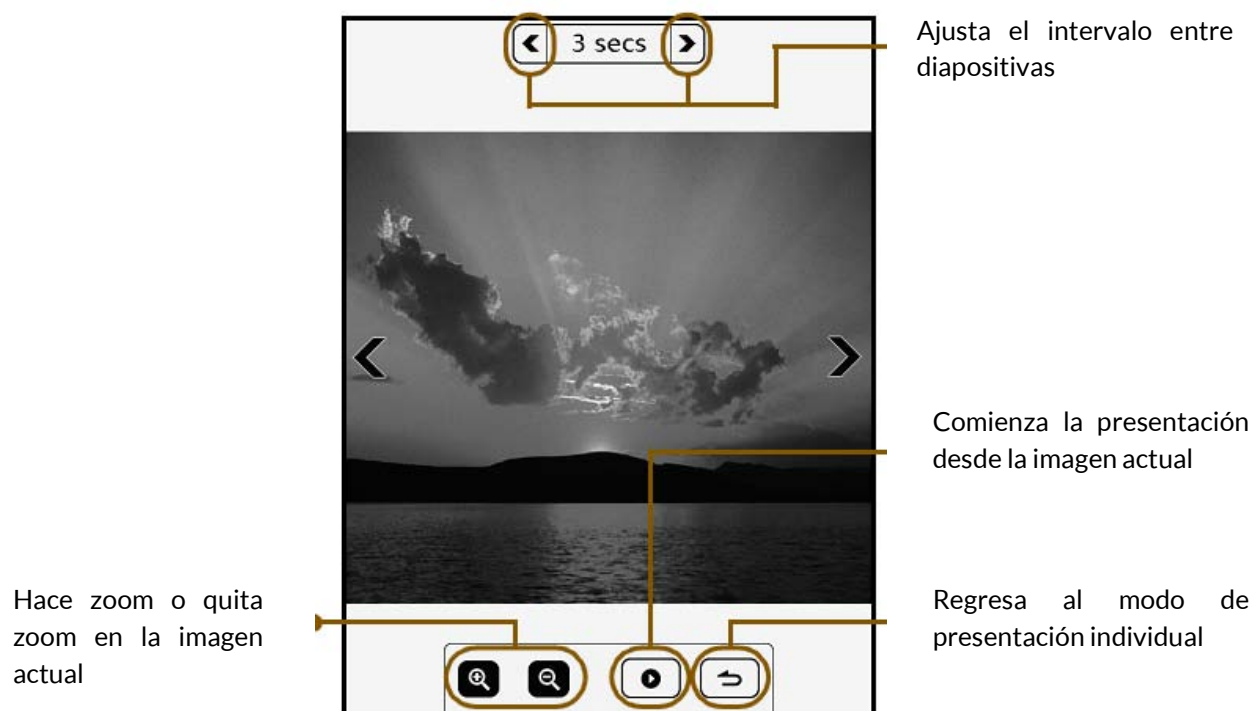 3 secs
Ajusta el intervalo entre
diapositivas
Comienza la presentación
desde la imagen actual
Hace zoom o quita
zoom en la imagen
actual
Regresa al modo de
presentación individual